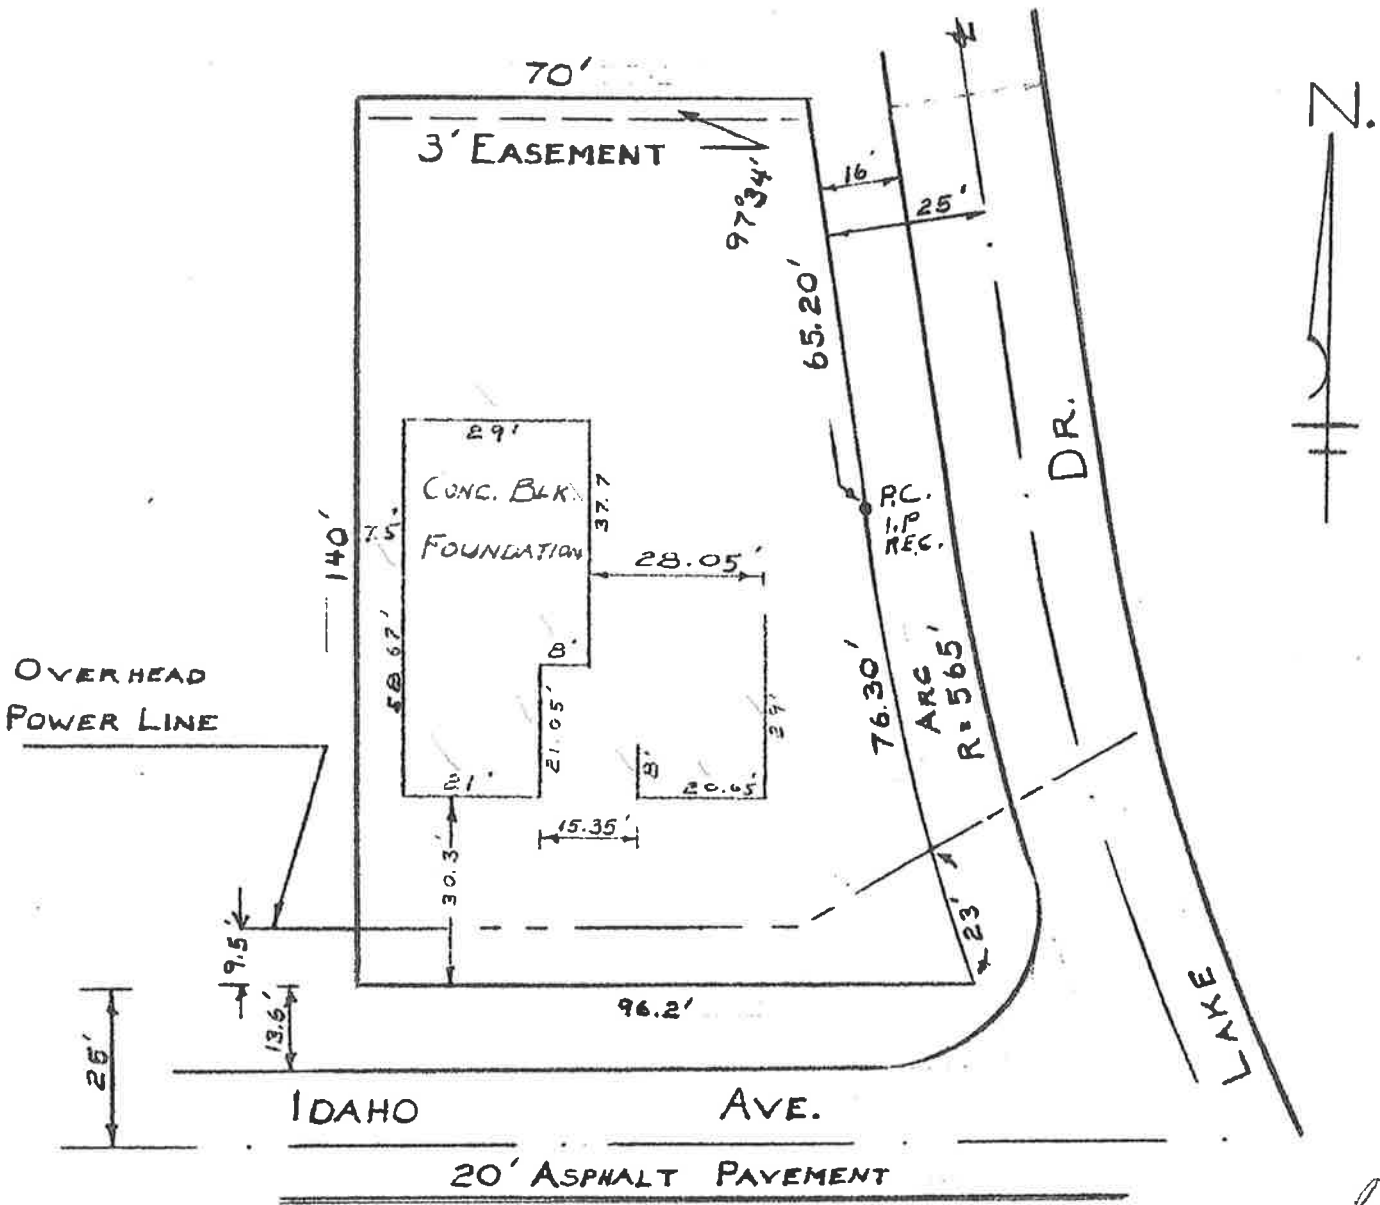 70'
N.
3' EASEMENT
97°34'
16'
25'
65.20'
DR.
29'
CONC. BLK
FOUNDATION
37.7
7.5'
140'
58.67'
28.05'
P.C.
I.P
REC.
8'
21.05'
21'
8'
20.65'
29'
76.30'
ARC
R=565'
OVERHEAD
POWER LINE
15.35'
30.3'
23'
9.5'
13.6'
25'
96.2'
LAKE
IDAHO AVE.
20' ASPHALT PAVEMENT